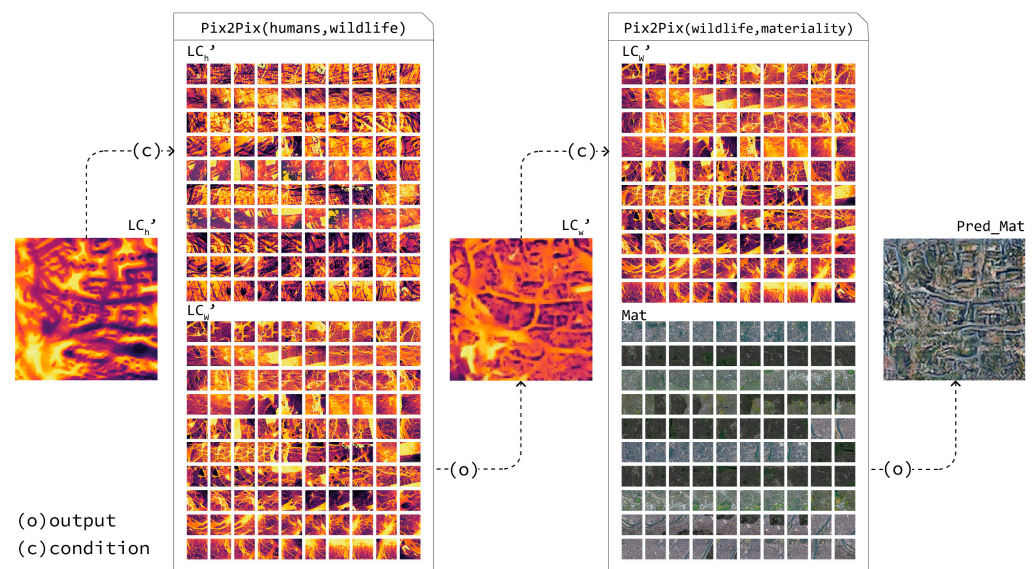 Pix2Pix(humans,wildlife)
LCh’
(c)
LCh’
LCW’
(o)
Pix2Pix(wildlife,materiality)
LCW’
(c)
LCw’
Mat
(o)
Pred_Mat
(o)output
(c)condition